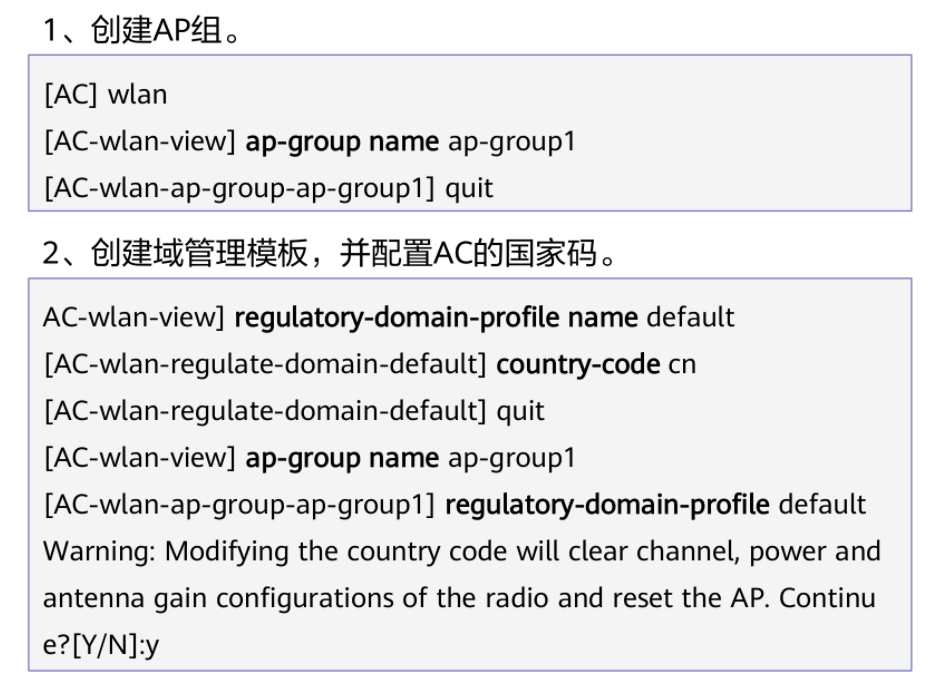 1、创建AP组。
[AC] wlan
[AC-wlan-view] ap-group name ap-group1
[AC-wlan-ap-group-ap-group1] quit
2、创建域管理模板，并配置AC的国家码。
AC-wlan-view] regulatory-domain-profile name default
[AC-wlan-regulate-domain-default] country-code cn
[AC-wlan-regulate-domain-default] quit
[AC-wlan-view] ap-group name ap-group1
[AC-wlan-ap-group-ap-group1] regulatory-domain-profile default
Warning: Modifying the country code will clear channel, power and
antenna gain configurations of the radio and reset the AP. Continu
e?[Y/N]:y